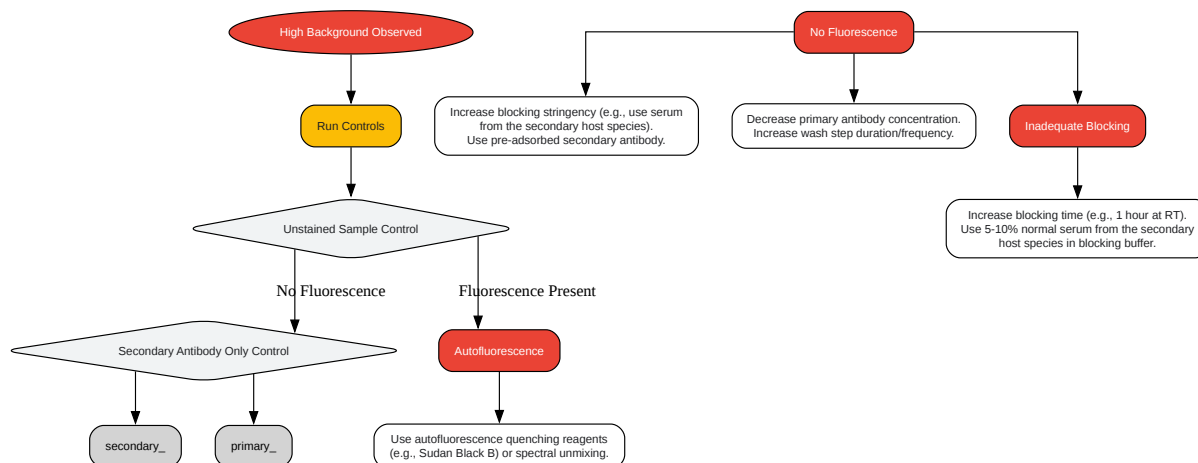 High Background Observed
No Fluorescence
Run Controls
Increase blocking stringency (e.g., use serum
from the secondary host species).
Use pre-adsorbed secondary antibody.
Decrease primary antibody concentration.
Increase wash step duration/frequency.
Inadequate Blocking
Unstained Sample Control
Increase blocking time (e.g., 1 hour at RT).
Use 5-10% normal serum from the secondary
host species in blocking buffer.
No Fluorescence
Fluorescence Present
Secondary Antibody Only Control
Autofluorescence
secondary_
primary_
Use autofluorescence quenching reagents
(e.g., Sudan Black B) or spectral unmixing.